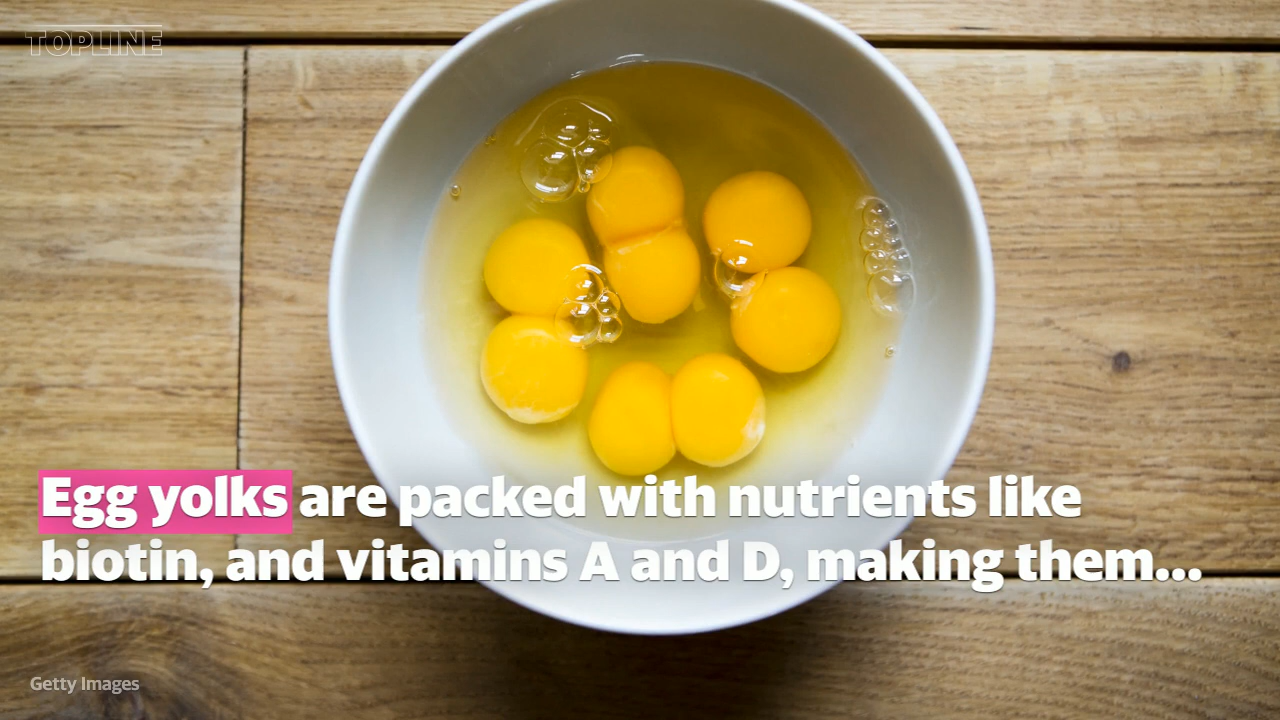 TOPLINE
Egg yolks are packed with nutrients like
biotin, and vitamins A and D, making them...
Getty Images